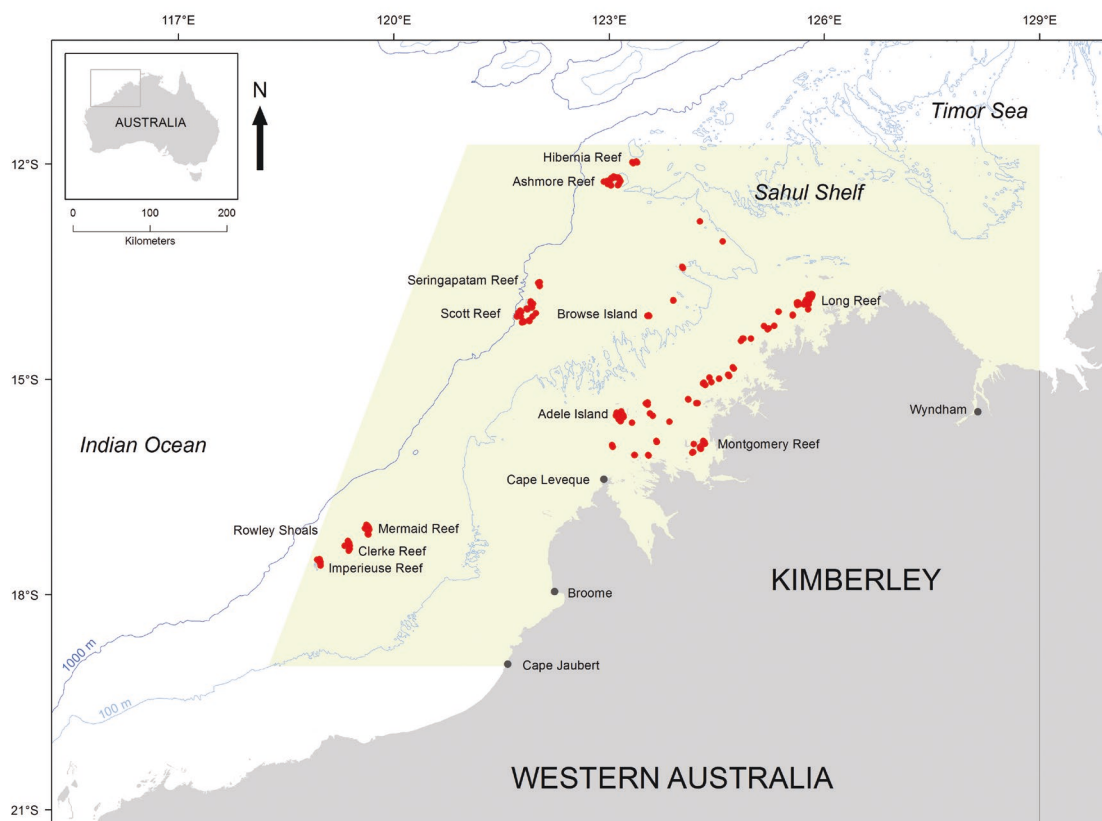 117°E
120°E
123°E
126°E
129°E
AUSTRALIA
N
0
100
200
Kilometers
12°S
15°S
18°S
21°S
Timor Sea
Hibernia Reef
Ashmore Reef
Sahul Shelf
Seringapatam Reef
Scott Reef
Browse Island
Long Reef
Adele Island
Wyndham
Indian Ocean
Montgomery Reef
Cape Leveque
Rowley Shoals
Mermaid Reef
Clerke Reef
Imperieuse Reef
KIMBERLEY
Broome
1000 m
Cape Jaubert
100 m
WESTERN AUSTRALIA